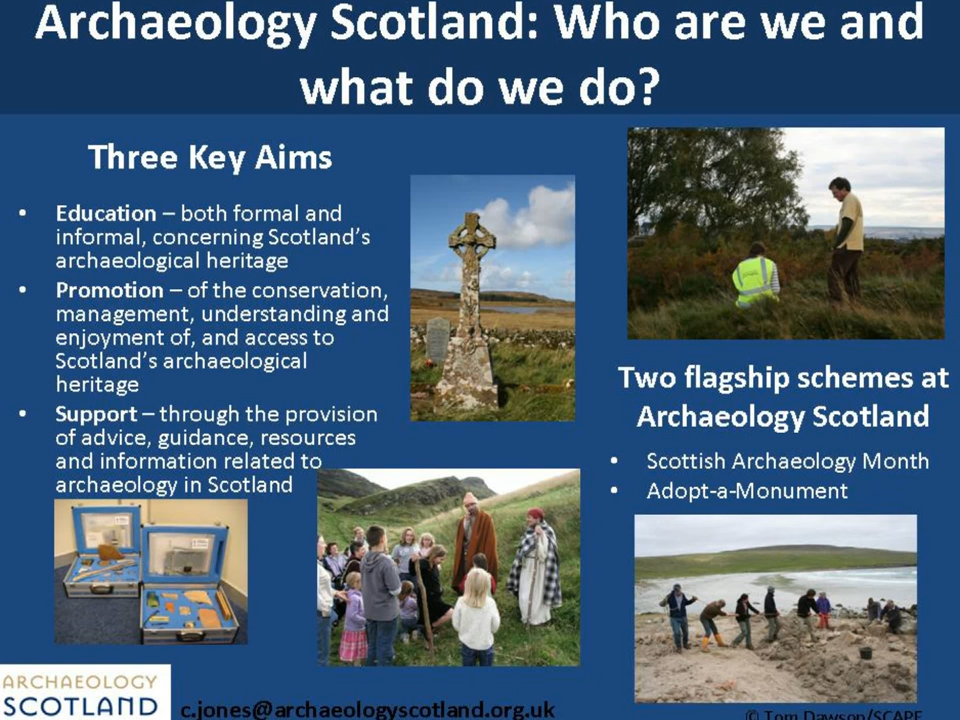 Archaeology Scotland: Who are we and
what do we do?
Three Key Aims
• Education – both formal and
informal, concerning Scotland's
archaeological heritage
• Promotion – of the conservation,
management, understanding and
enjoyment of, and access to
Scotland's archaeological
heritage
• Support – through the provision
of advice, guidance, resources
and information related to
archaeology in Scotland
Two flagship schemes at
Archaeology Scotland
• Scottish Archaeology Month
• Adopt-a-Monument
ARCHAEOLOGY
SCOTLAND
c.jones@archaeologyscotland.org.uk
© Tom Dawson/SCAPE